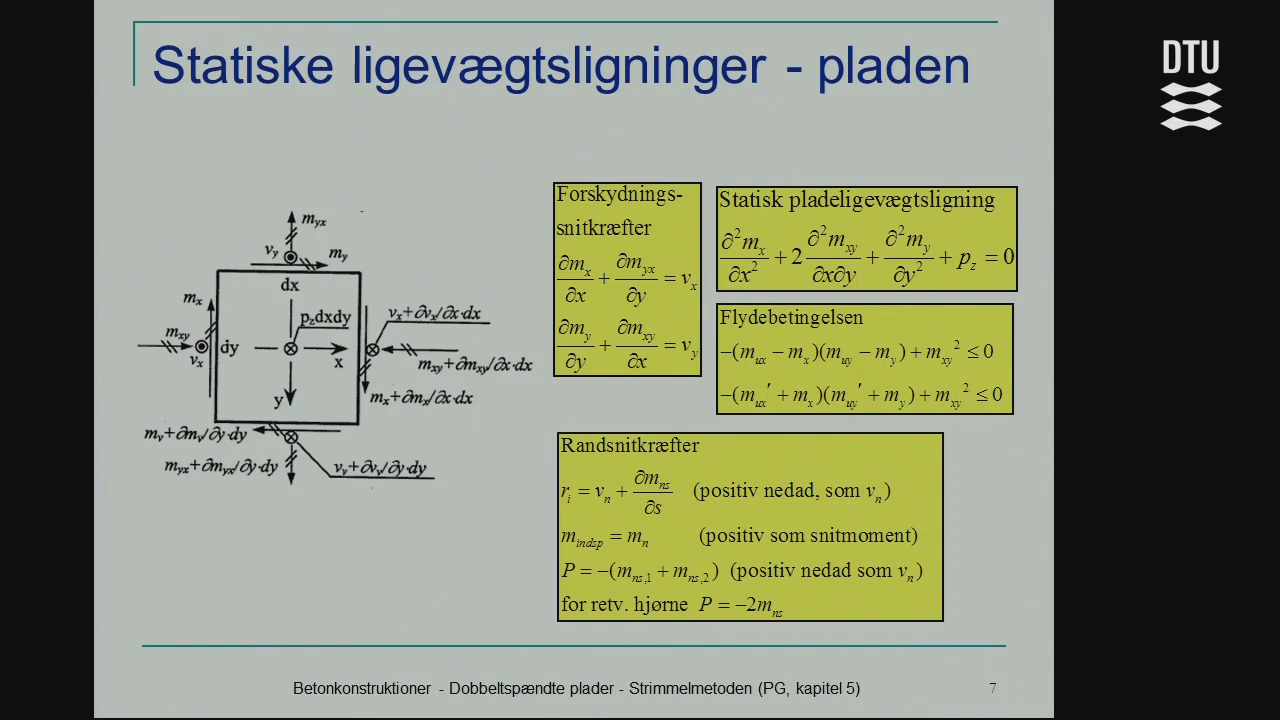 Statiske ligevægtsligninger - pladen
DTU
m_yx
v_y
m_y
dx
m_x
p_z dxdy
v_x+∂v_x/∂x·dx
m_xy
v_x
dy
x
m_xy+∂m_xy/∂x·dx
y
m_x+∂m_x/∂x·dx
m_y+∂m_y/∂y·dy
m_yx+∂m_yx/∂y·dy
v_y+∂v_y/∂y·dy
Forskydnings-
snitkræfter
∂m_x/∂x + ∂m_yx/∂y = v_x
∂m_y/∂y + ∂m_xy/∂x = v_y
Statisk pladeligevægtsligning
∂²m_x/∂x² + 2 ∂²m_xy/∂x∂y + ∂²m_y/∂y² + p_z = 0
Flydebetingelsen
−(m_ux − m_x)(m_uy − m_y) + m_xy² ≤ 0
−(m_ux′ + m_x)(m_uy′ + m_y) + m_xy² ≤ 0
Randsnitkræfter
r_i = v_n + ∂m_ns/∂s (positiv nedad, som v_n)
m_indsp = m_n (positiv som snitmoment)
P = −(m_ns,1 + m_ns,2) (positiv nedad som v_n)
for retv. hjørne P = −2m_ns
Betonkonstruktioner - Dobbeltspændte plader - Strimmelmetoden (PG, kapitel 5)
7